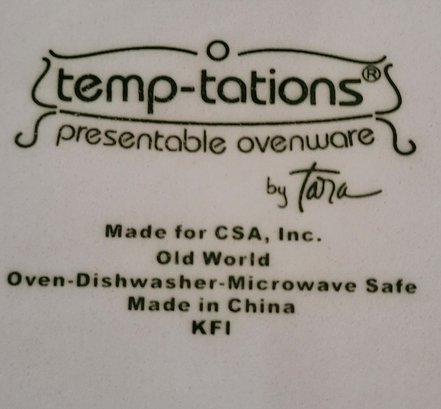 temp-tations®
presentable ovenware
by Tara
Made for CSA, Inc.
Old World
Oven-Dishwasher-Microwave Safe
Made in China
KFI